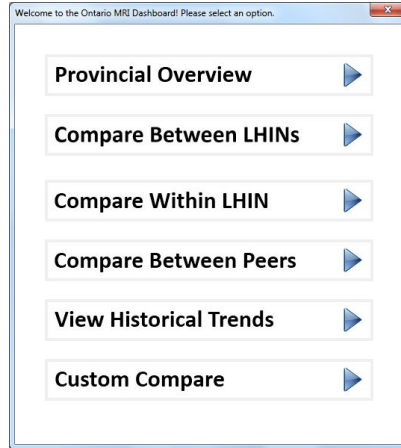 Welcome to the Ontario MRI Dashboard! Please select an option.
Provincial Overview
Compare Between LHINs
Compare Within LHIN
Compare Between Peers
View Historical Trends
Custom Compare